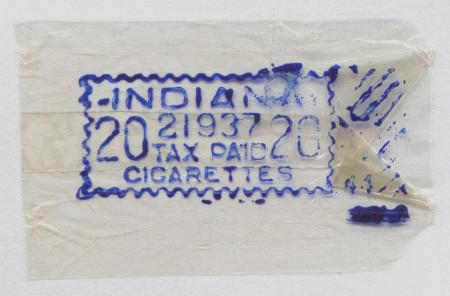 INDIANA
20 21937 20
TAX PAID
CIGARETTES